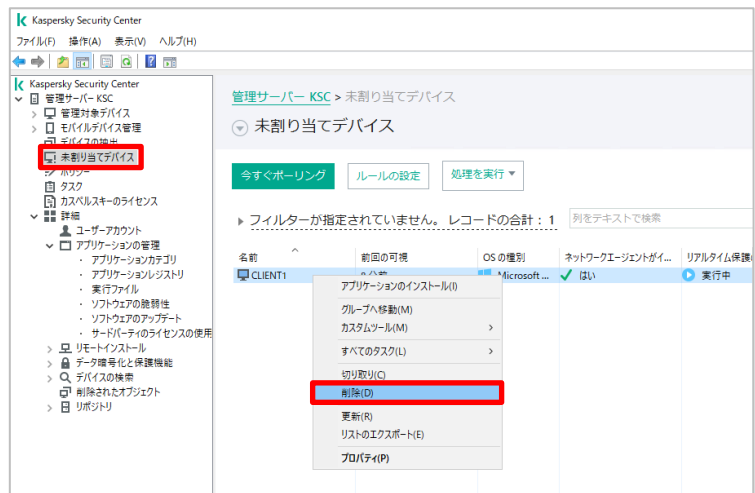 Kaspersky Security Center
ファイル(F) 操作(A) 表示(V) ヘルプ(H)
Kaspersky Security Center
管理サーバー KSC
管理対象デバイス
モバイルデバイス管理
デバイスの抽出
未割り当てデバイス
ポリシー
タスク
カスペルスキーのライセンス
詳細
ユーザーアカウント
アプリケーションの管理
・ アプリケーションカテゴリ
・ アプリケーションレジストリ
・ 実行ファイル
・ ソフトウェアの脆弱性
・ ソフトウェアのアップデート
・ サードパーティのライセンスの使用
リモートインストール
データ暗号化と保護機能
デバイスの検索
削除されたオブジェクト
リポジトリ
管理サーバー KSC > 未割り当てデバイス
未割り当てデバイス
今すぐポーリング ルールの設定 処理を実行
フィルターが指定されていません。 レコードの合計： 1 列をテキストで検索
名前 前回の可視 OS の種別 ネットワークエージェントがイ... リアルタイム保護
CLIENT1 Microsoft ... はい 実行中
アプリケーションのインストール(I)
グループへ移動(M)
カスタムツール(M)
すべてのタスク(L)
切り取り(C)
削除(D)
更新(R)
リストのエクスポート(E)
プロパティ(P)